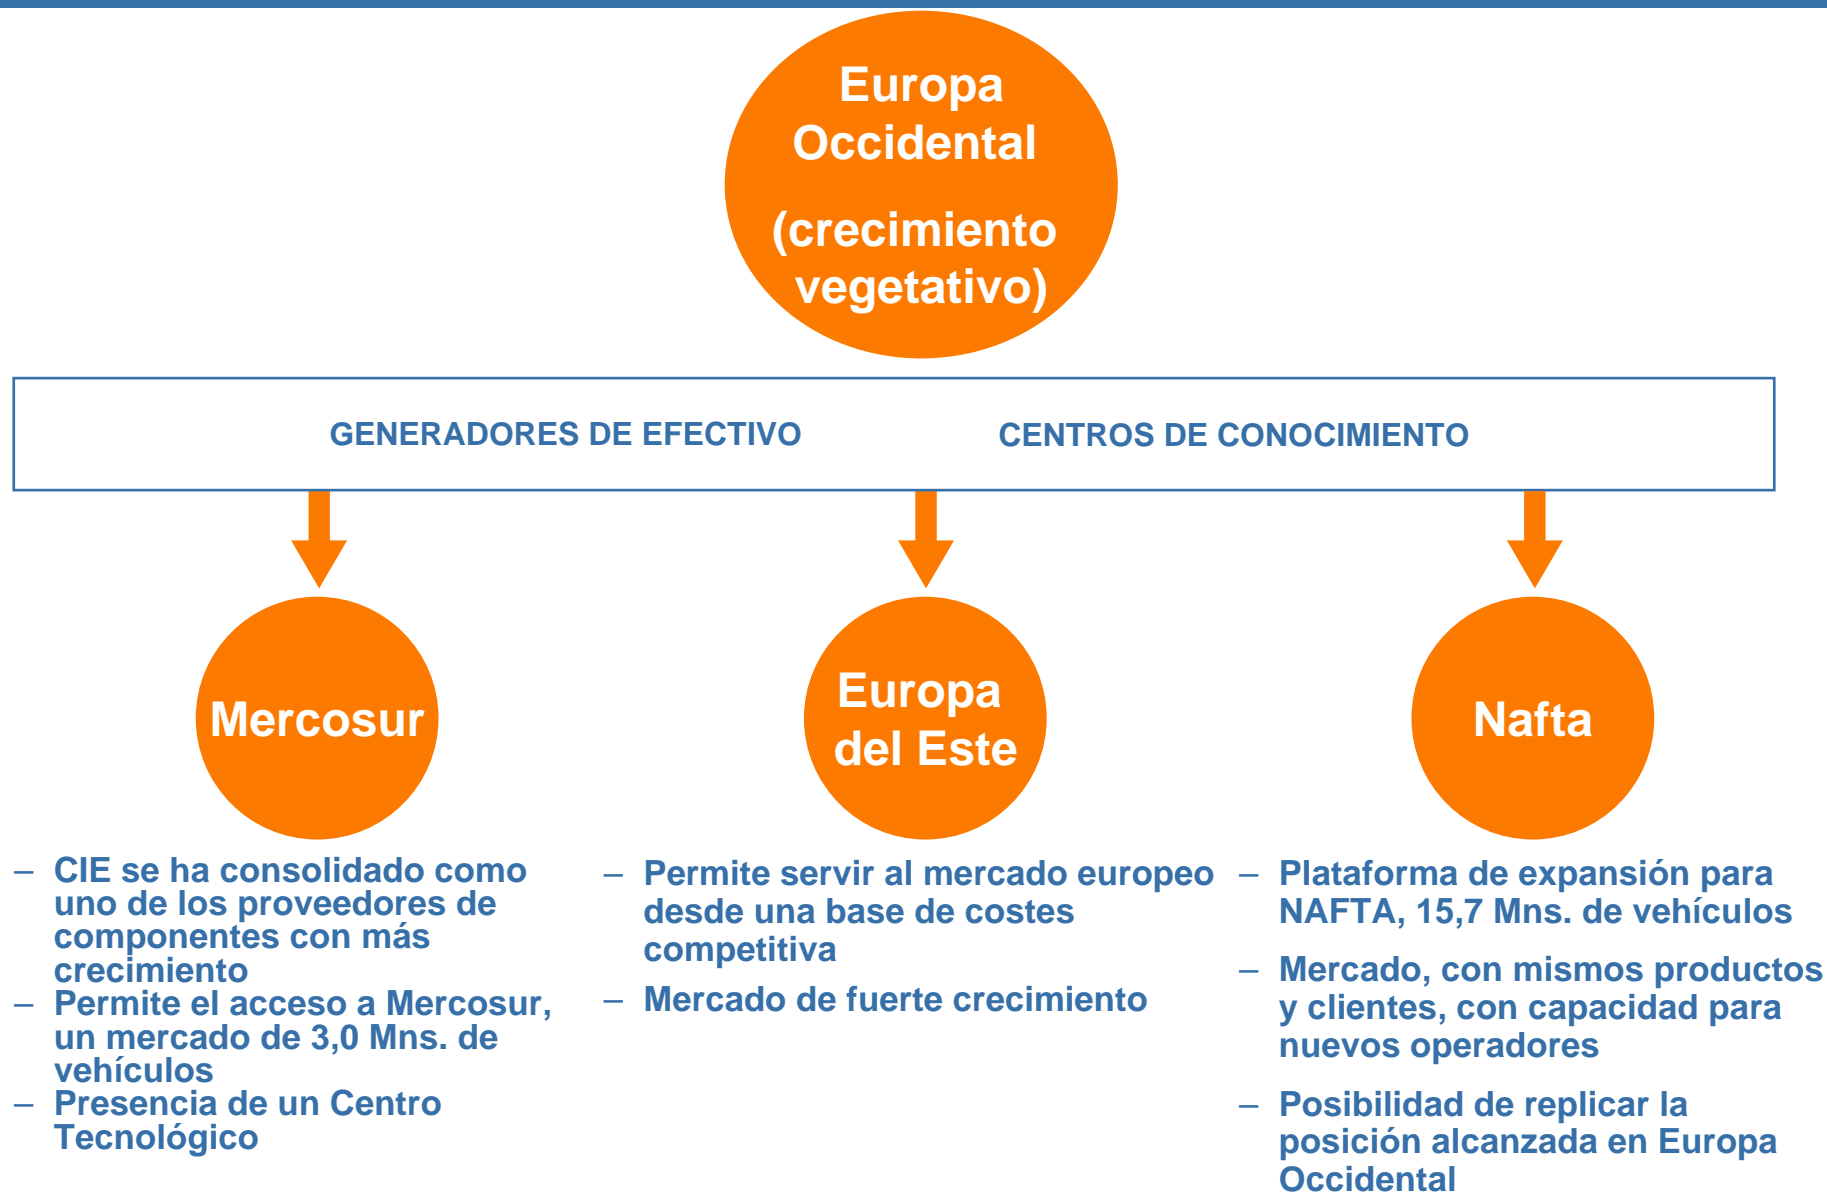 Europa
Occidental
(crecimiento
vegetativo)
GENERADORES DE EFECTIVO
CENTROS DE CONOCIMIENTO
Mercosur
Europa
del Este
Nafta
– CIE se ha consolidado como
uno de los proveedores de
componentes con más
crecimiento
– Permite el acceso a Mercosur,
un mercado de 3,0 Mns. de
vehículos
– Presencia de un Centro
Tecnológico
– Permite servir al mercado europeo
desde una base de costes
competitiva
– Mercado de fuerte crecimiento
– Plataforma de expansión para
NAFTA, 15,7 Mns. de vehículos
– Mercado, con mismos productos
y clientes, con capacidad para
nuevos operadores
– Posibilidad de replicar la
posición alcanzada en Europa
Occidental